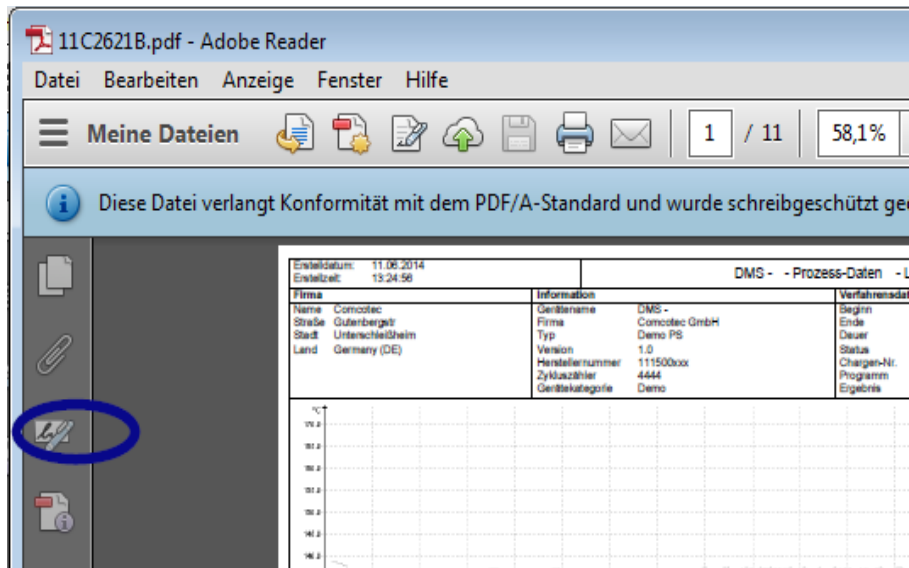 11C2621B.pdf - Adobe Reader
Datei Bearbeiten Anzeige Fenster Hilfe
Meine Dateien 1 / 11 58,1%
Diese Datei verlangt Konformität mit dem PDF/A-Standard und wurde schreibgeschützt geö
Erstelldatum: 11.06.2014
Erstellzeit: 13:24:56
DMS - - Prozess-Daten - L
Firma Information Verfahrensdat
Name Comcotec Gerätename DMS - Beginn
Straße Gutenbergstr Firma Comcotec GmbH Ende
Stadt Unterschleißheim Typ Demo PS Dauer
Land Germany (DE) Version 1.0 Status
Herstellernummer 111500xxx Chargen-Nr.
Zykluszähler 4444 Programm
Gerätekategorie Demo Ergebnis
°C